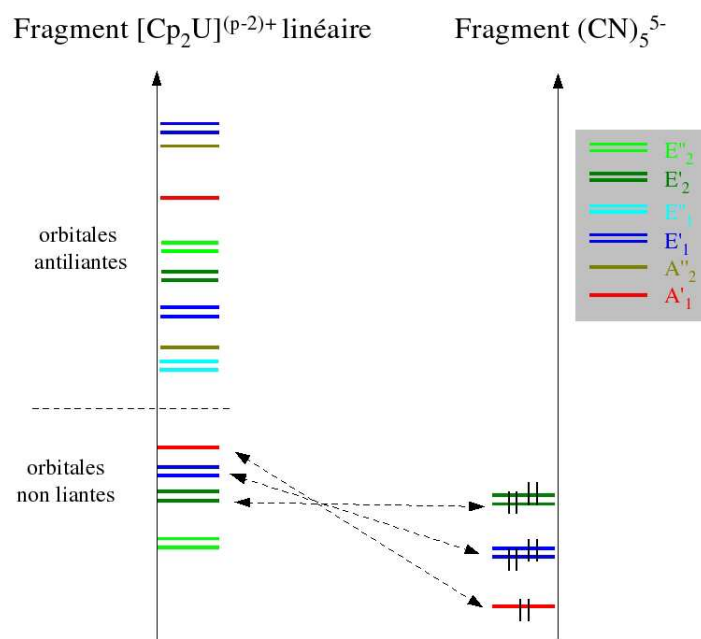 Fragment [Cp₂U]⁽ᵖ⁻²⁾⁺ linéaire
Fragment (CN)₅⁵⁻
orbitales
antiliantes
orbitales
non liantes
E"₂
E'₂
E"₁
E'₁
A"₂
A'₁